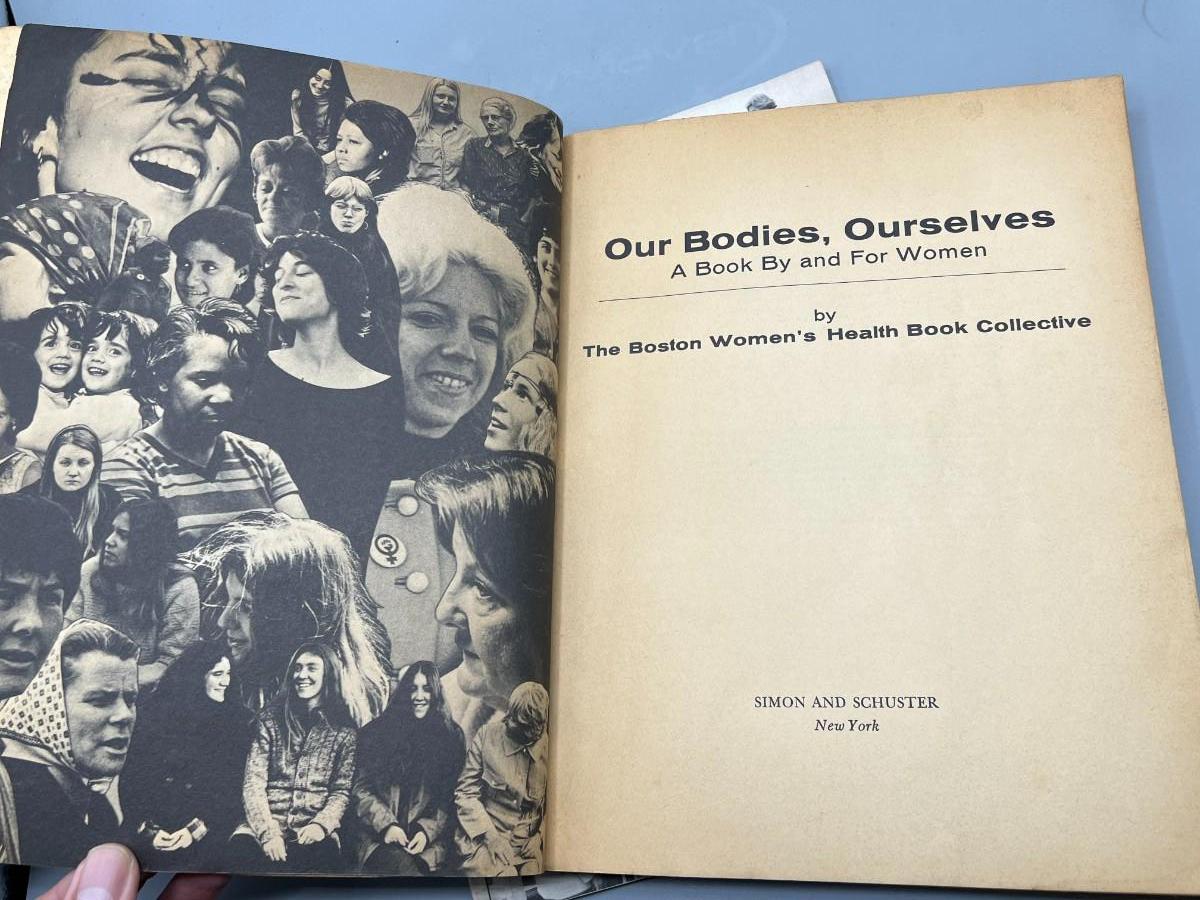 Our Bodies, Ourselves
A Book By and For Women
by
The Boston Women's Health Book Collective
SIMON AND SCHUSTER
New York